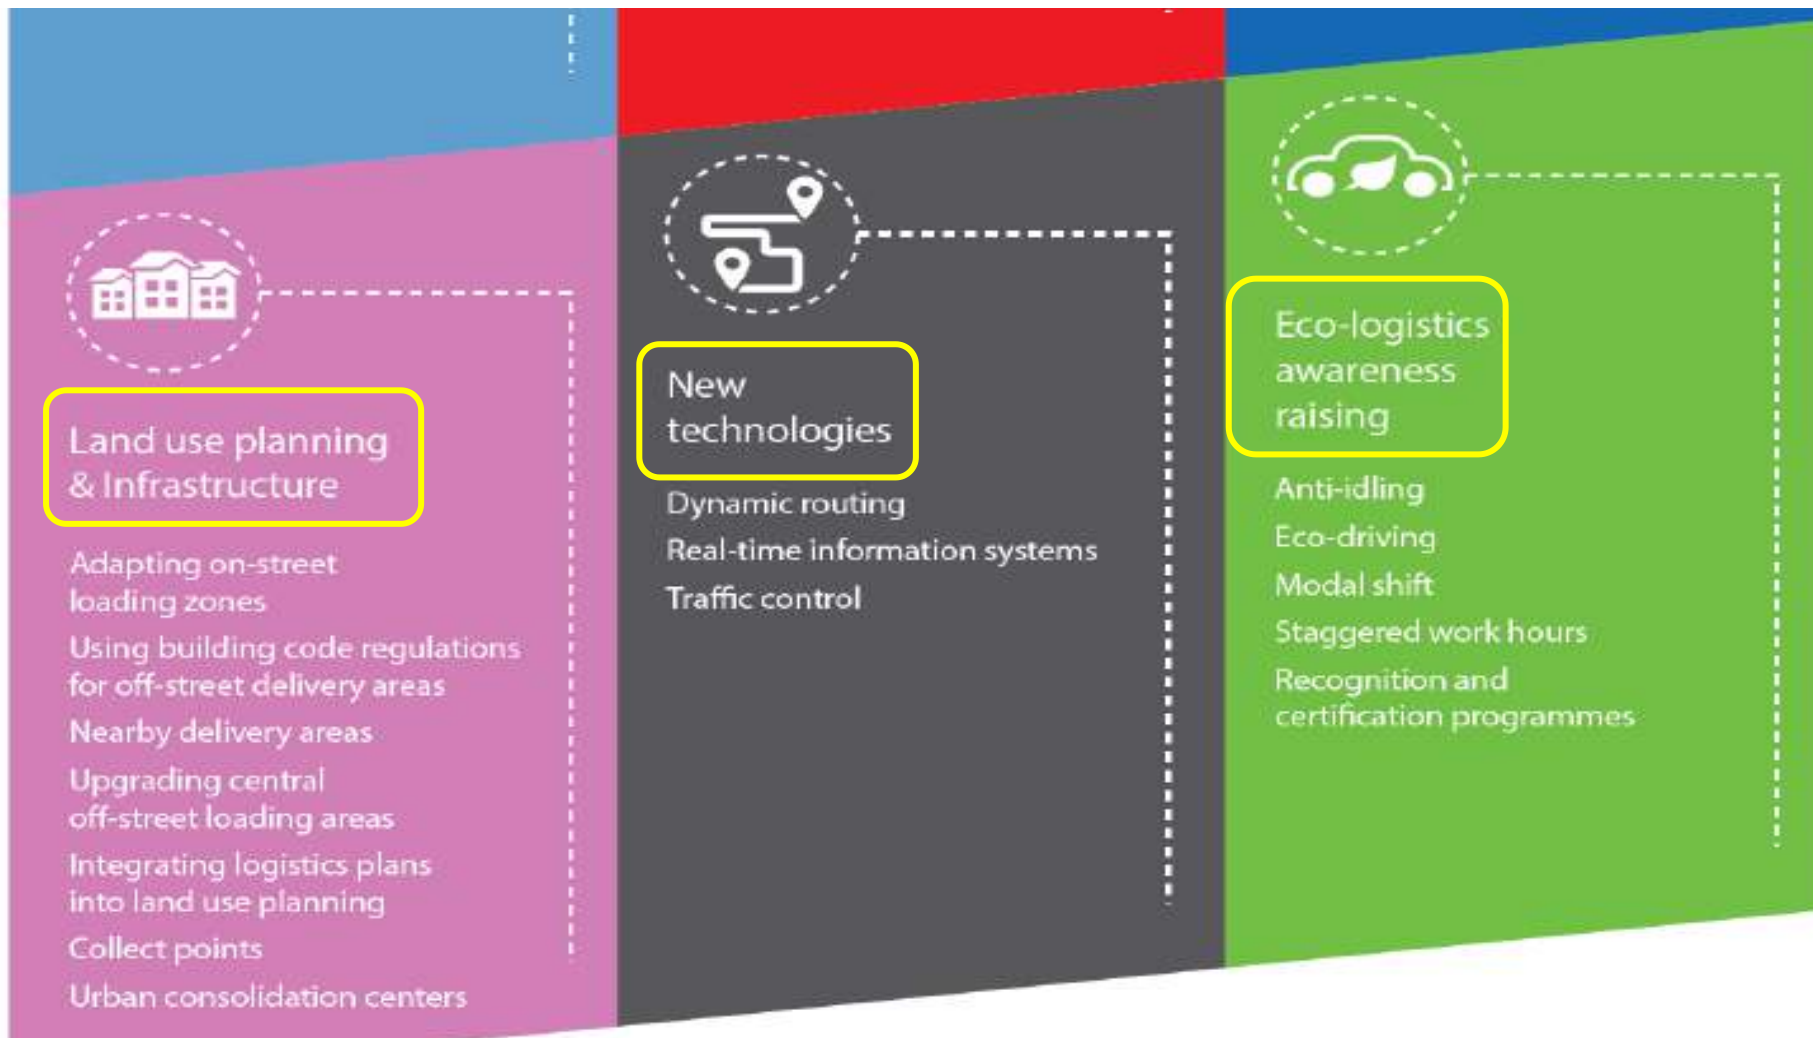 Land use planning
& Infrastructure
Adapting on-street
loading zones
Using building code regulations
for off-street delivery areas
Nearby delivery areas
Upgrading central
off-street loading areas
Integrating logistics plans
into land use planning
Collect points
Urban consolidation centers
New
technologies
Dynamic routing
Real-time information systems
Traffic control
Eco-logistics
awareness
raising
Anti-idling
Eco-driving
Modal shift
Staggered work hours
Recognition and
certification programmes